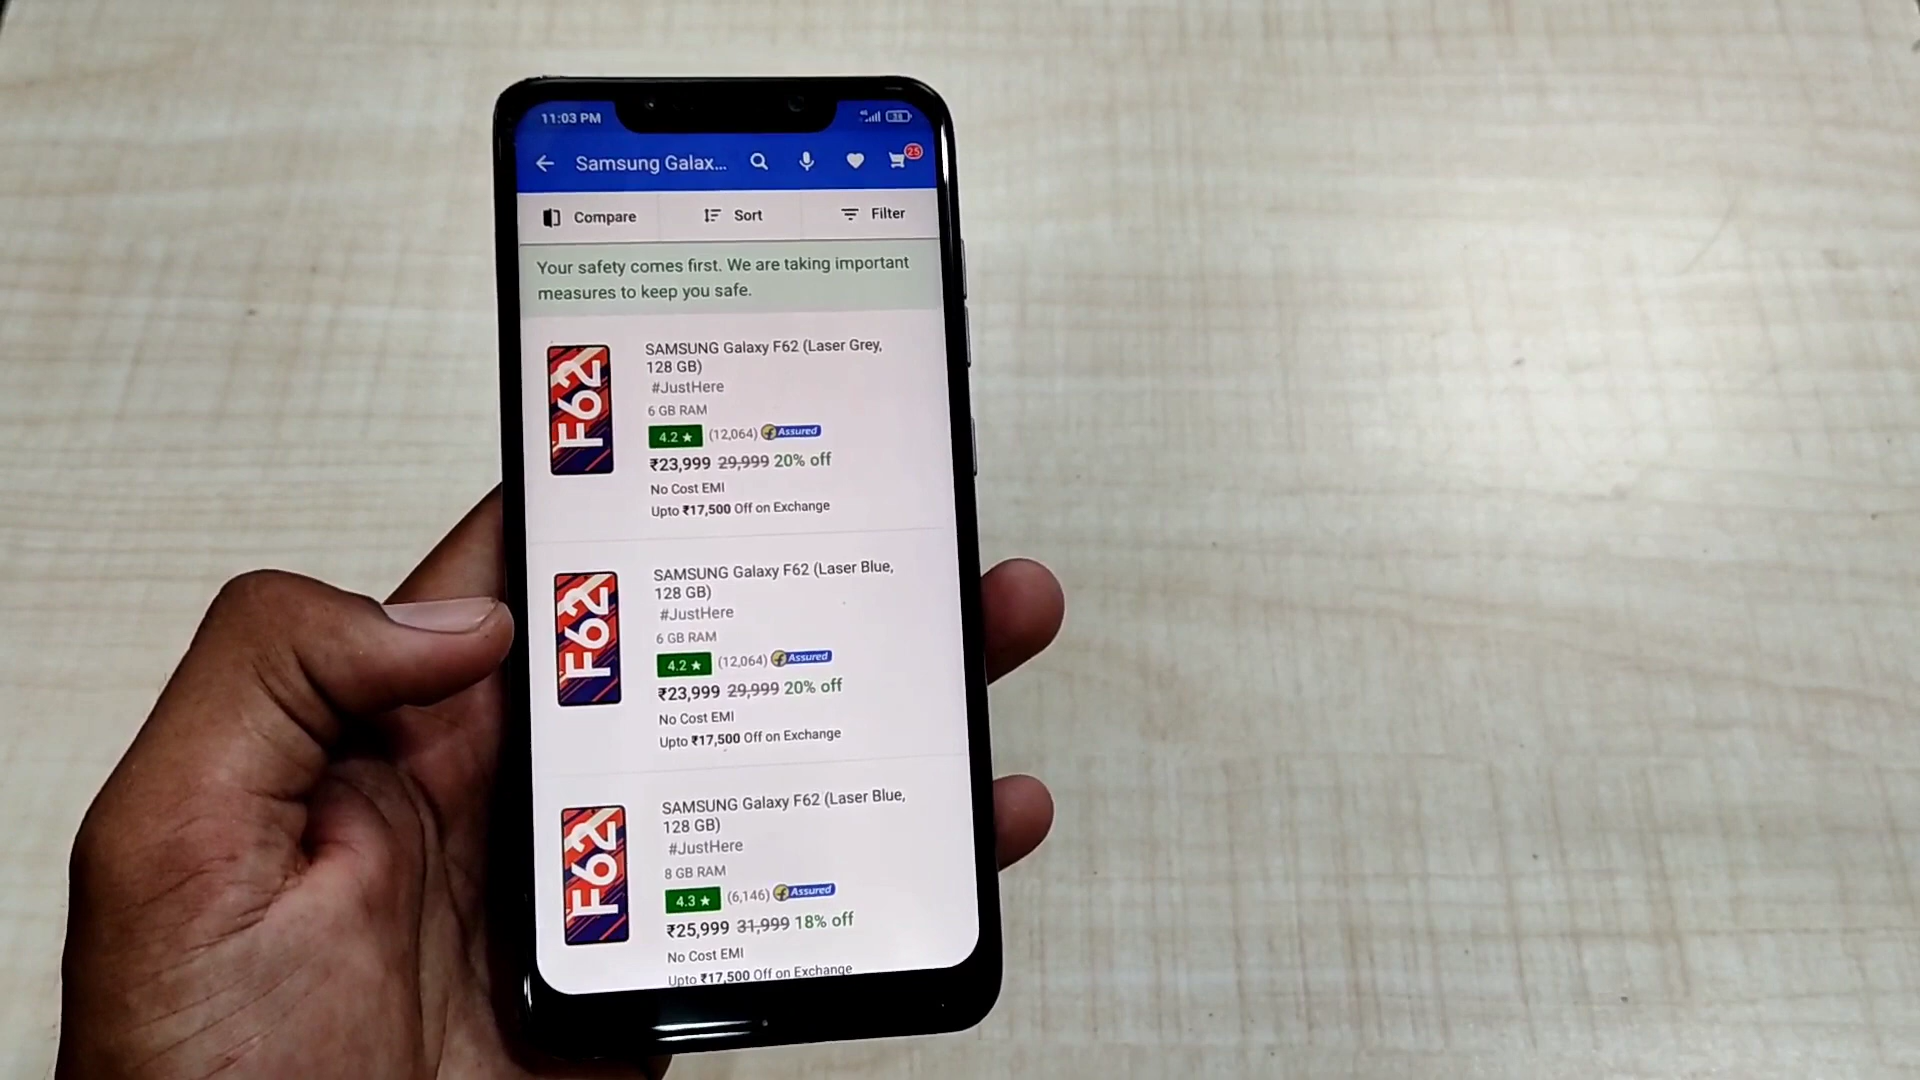 11:03 PM
38
Samsung Galax...
25
Compare
Sort
Filter
Your safety comes first. We are taking important
measures to keep you safe.
F62
SAMSUNG Galaxy F62 (Laser Grey,
128 GB)
#JustHere
6 GB RAM
4.2 ★ (12,064) Assured
₹23,999 29,999 20% off
No Cost EMI
Upto ₹17,500 Off on Exchange
F62
SAMSUNG Galaxy F62 (Laser Blue,
128 GB)
#JustHere
6 GB RAM
4.2 ★ (12,064) Assured
₹23,999 29,999 20% off
No Cost EMI
Upto ₹17,500 Off on Exchange
F62
SAMSUNG Galaxy F62 (Laser Blue,
128 GB)
#JustHere
8 GB RAM
4.3 ★ (6,146) Assured
₹25,999 31,999 18% off
No Cost EMI
Upto ₹17,500 Off on Exchange